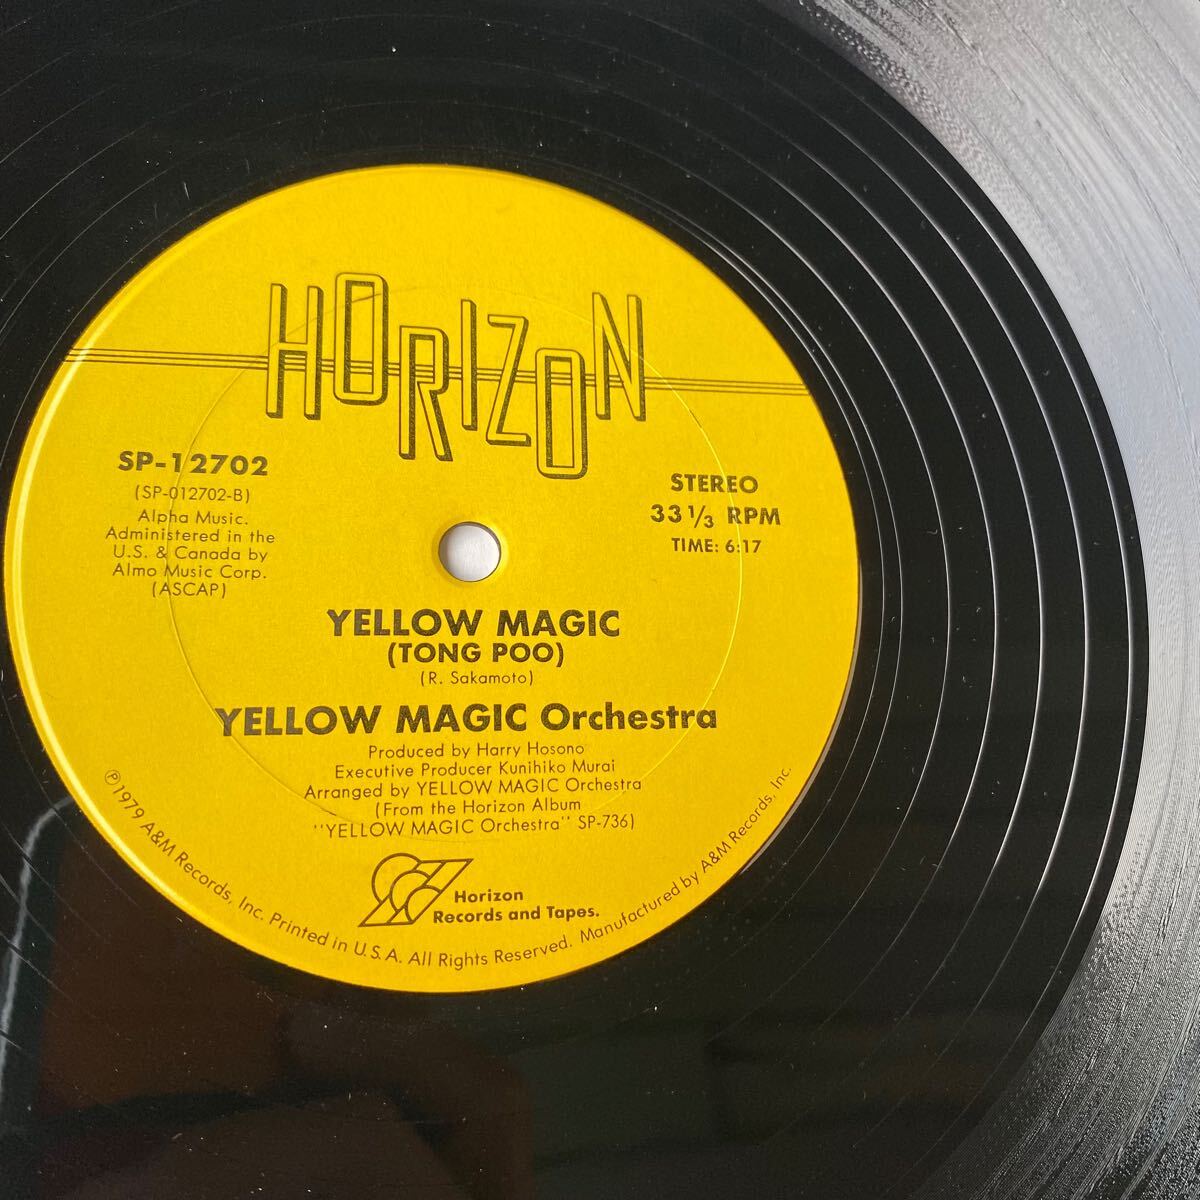 HORIZON
SP-12702
(SP-012702-B)
Alpha Music.
Administered in the
U.S. & Canada by
Almo Music Corp.
(ASCAP)
STEREO
33 1/3 RPM
TIME: 6:17
YELLOW MAGIC
(TONG POO)
(R. Sakamoto)
YELLOW MAGIC Orchestra
Produced by Harry Hosono
Executive Producer Kunihiko Murai
Arranged by YELLOW MAGIC Orchestra
(From the Horizon Album
"YELLOW MAGIC Orchestra" SP-736)
Horizon
Records and Tapes.
℗1979 A&M Records, Inc. Printed in U.S.A. All Rights Reserved. Manufactured by A&M Records, Inc.